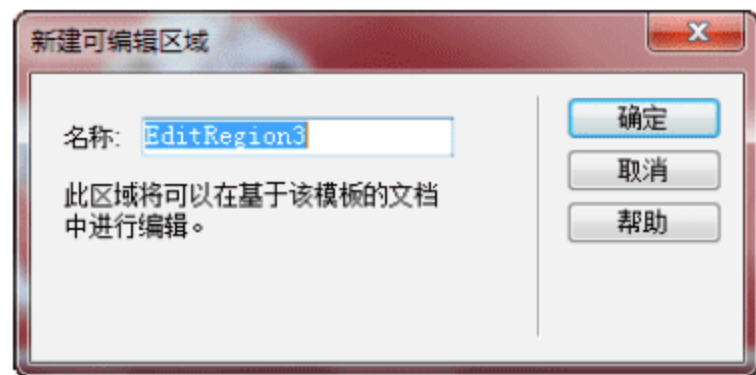 新建可编辑区域
名称: EditRegion3
此区域将可以在基于该模板的文档
中进行编辑。
确定
取消
帮助